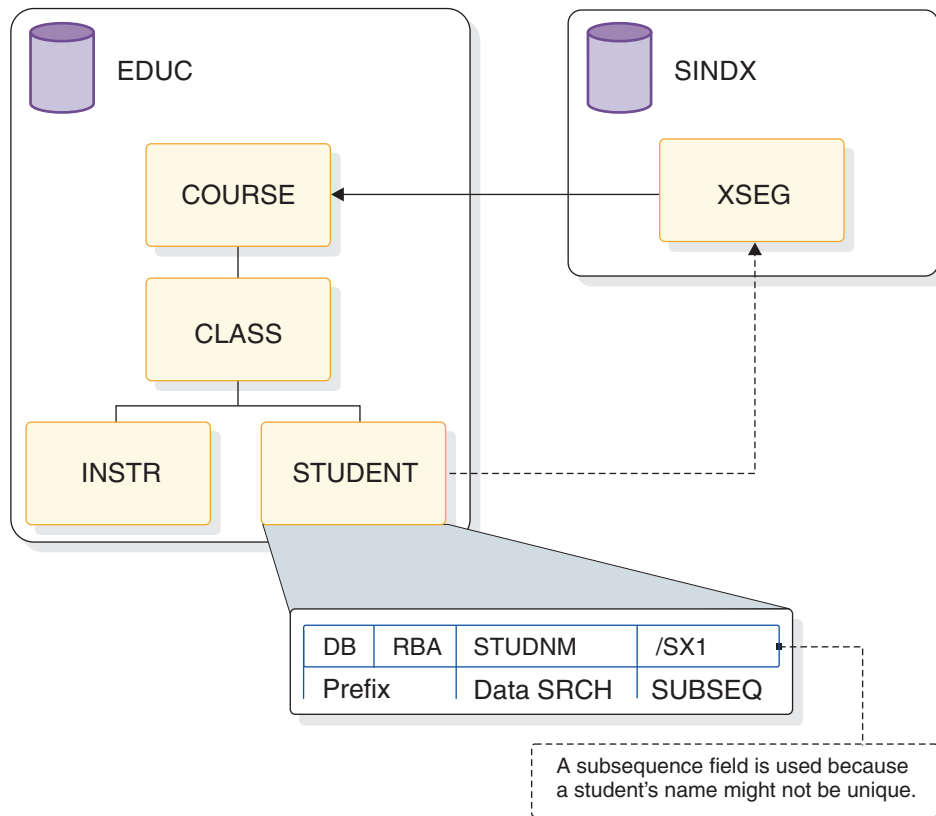 EDUC
SINDX
COURSE
XSEG
CLASS
INSTR
STUDENT
DB RBA STUDNM /SX1
Prefix Data SRCH SUBSEQ
A subsequence field is used because
a student's name might not be unique.